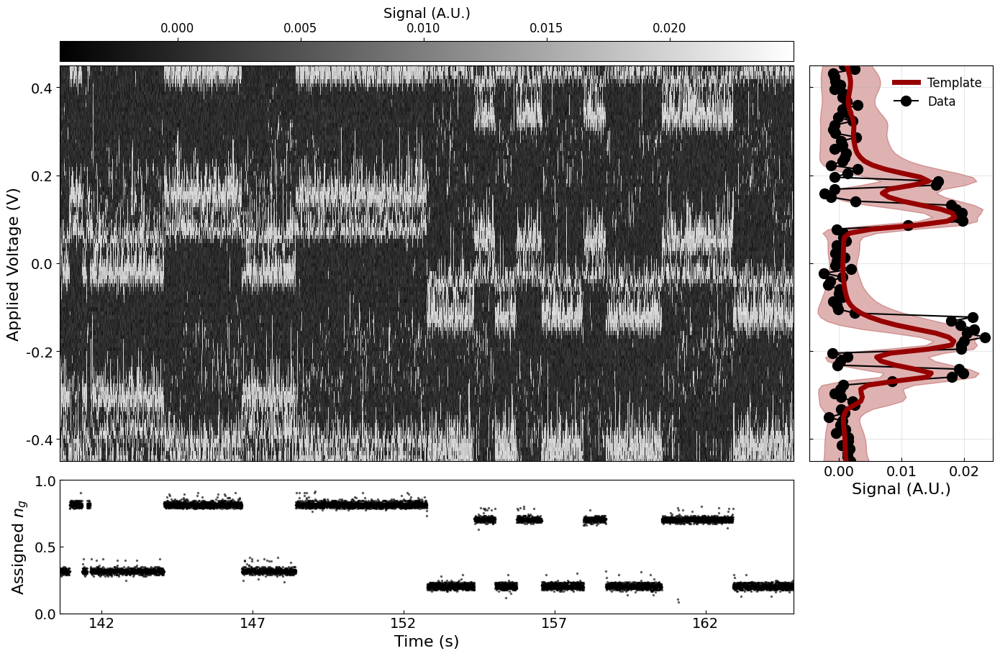 Signal (A.U.)
0.000 0.005 0.010 0.015 0.020
Applied Voltage (V)
0.4
0.2
0.0
-0.2
-0.4
Template
Data
0.00 0.01 0.02
Signal (A.U.)
Assigned n_g
1.0
0.5
0.0
142 147 152 157 162
Time (s)